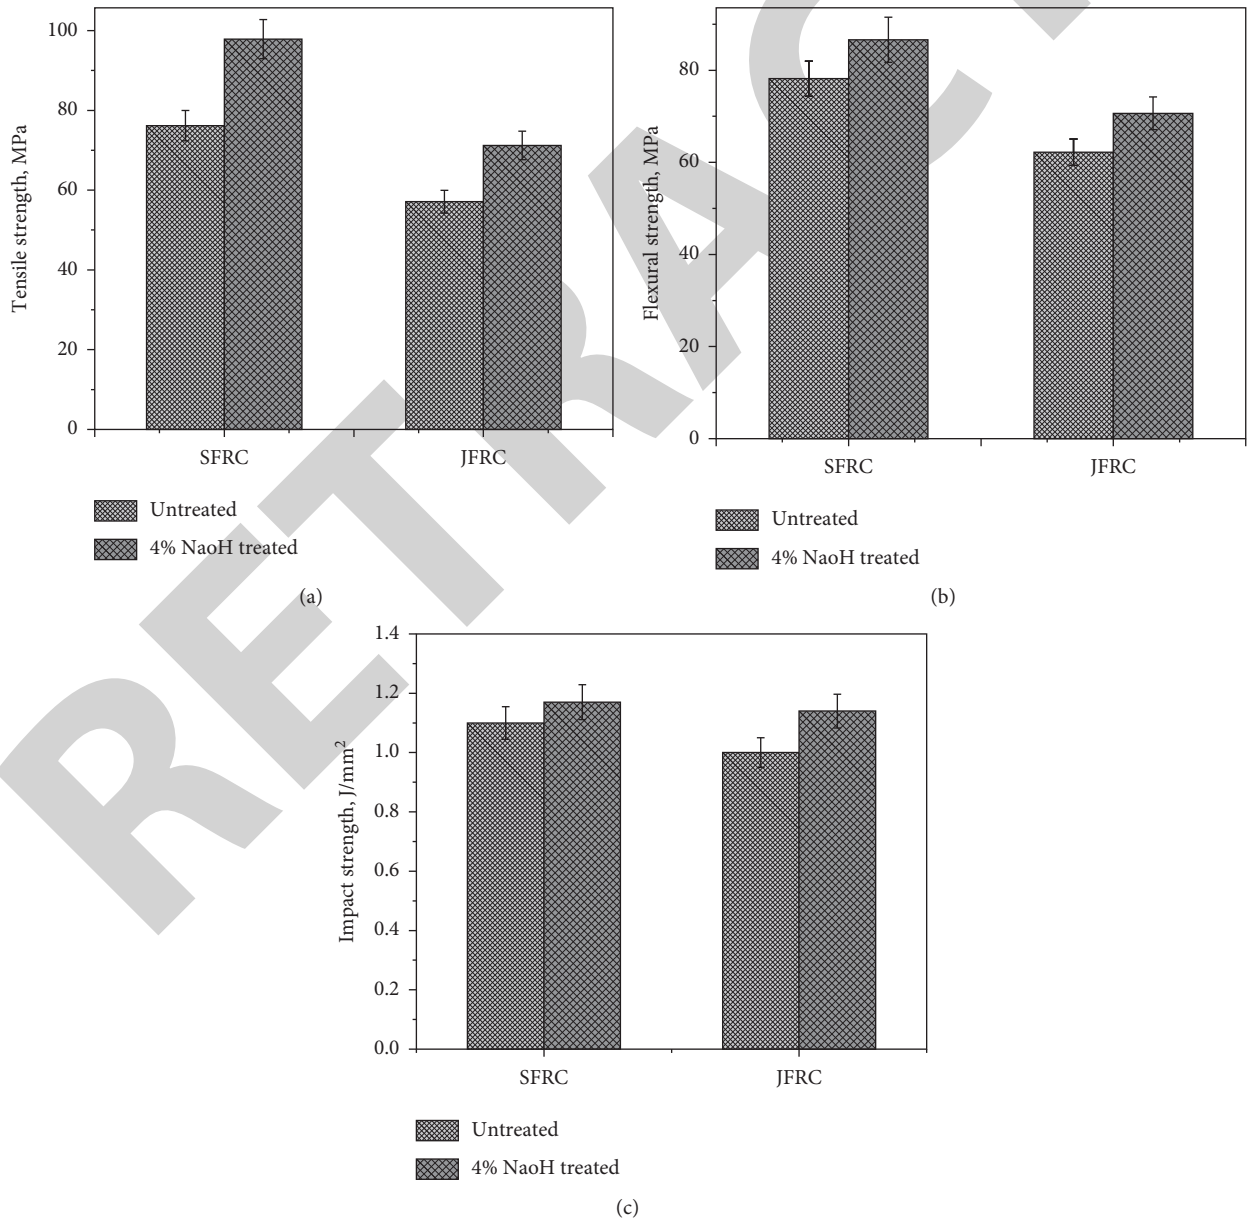 Tensile strength, MPa
100
80
60
40
20
0
SFRC JFRC
Untreated
4% NaoH treated
(a)
Flexural strength, MPa
80
60
40
20
0
SFRC JFRC
Untreated
4% NaoH treated
(b)
Impact strength, J/mm²
1.4
1.2
1.0
0.8
0.6
0.4
0.2
0.0
SFRC JFRC
Untreated
4% NaoH treated
(c)